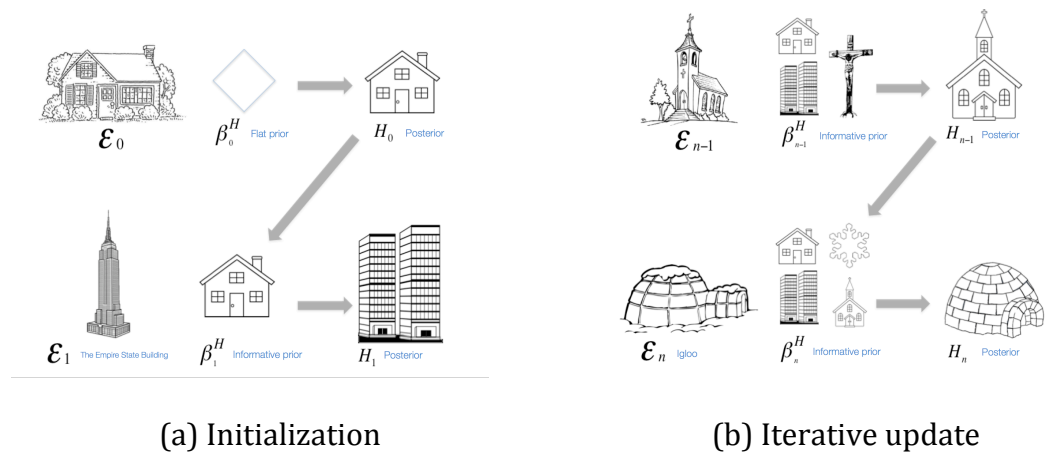 𝓔₀ β₀ᴴ Flat prior H₀ Posterior
𝓔₁ The Empire State Building β₁ᴴ Informative prior H₁ Posterior
(a) Initialization
𝓔ₙ₋₁ βₙ₋₁ᴴ Informative prior Hₙ₋₁ Posterior
𝓔ₙ Igloo βₙᴴ Informative prior Hₙ Posterior
(b) Iterative update